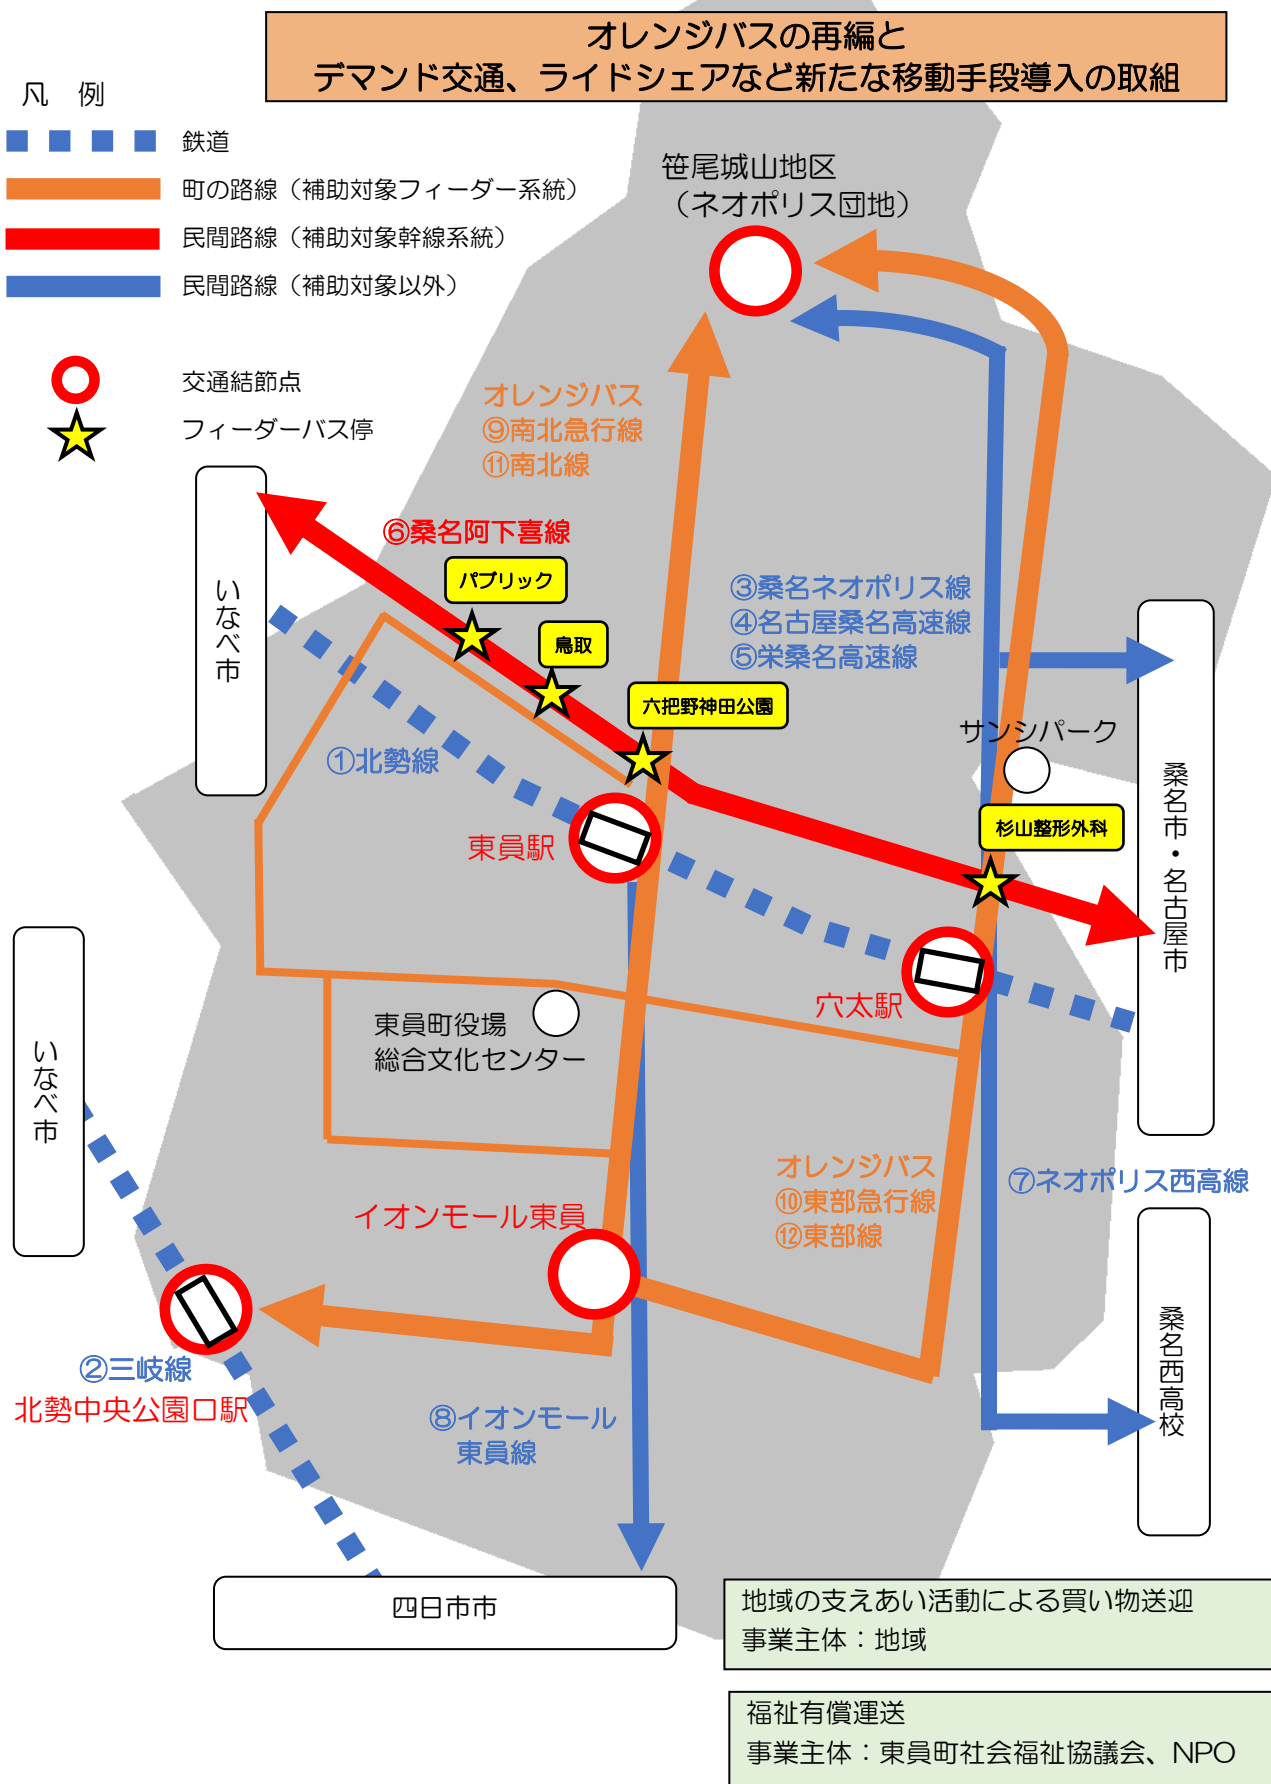 オレンジバスの再編と
デマンド交通、ライドシェアなど新たな移動手段導入の取組
凡　例
鉄道
町の路線（補助対象フィーダー系統）
民間路線（補助対象幹線系統）
民間路線（補助対象以外）
交通結節点
フィーダーバス停
笹尾城山地区
（ネオポリス団地）
オレンジバス
⑨南北急行線
⑪南北線
⑥桑名阿下喜線
パブリック
鳥取
六把野神田公園
いなべ市
③桑名ネオポリス線
④名古屋桑名高速線
⑤栄桑名高速線
サンシパーク
杉山整形外科
桑名市・名古屋市
①北勢線
東員駅
穴太駅
東員町役場
総合文化センター
いなべ市
オレンジバス
⑩東部急行線
⑫東部線
⑦ネオポリス西高線
イオンモール東員
桑名西高校
②三岐線
北勢中央公園口駅
⑧イオンモール
東員線
四日市市
地域の支えあい活動による買い物送迎
事業主体：地域
福祉有償運送
事業主体：東員町社会福祉協議会、NPO